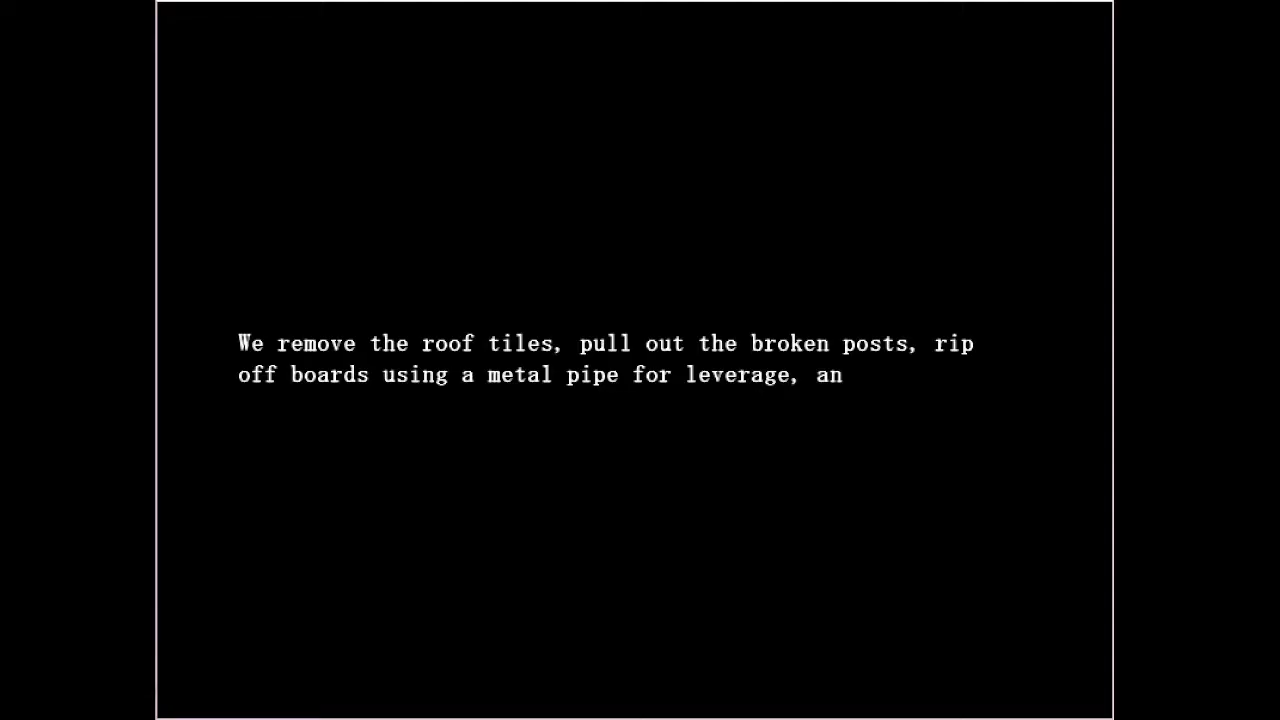 We remove the roof tiles, pull out the broken posts, rip
off boards using a metal pipe for leverage, an